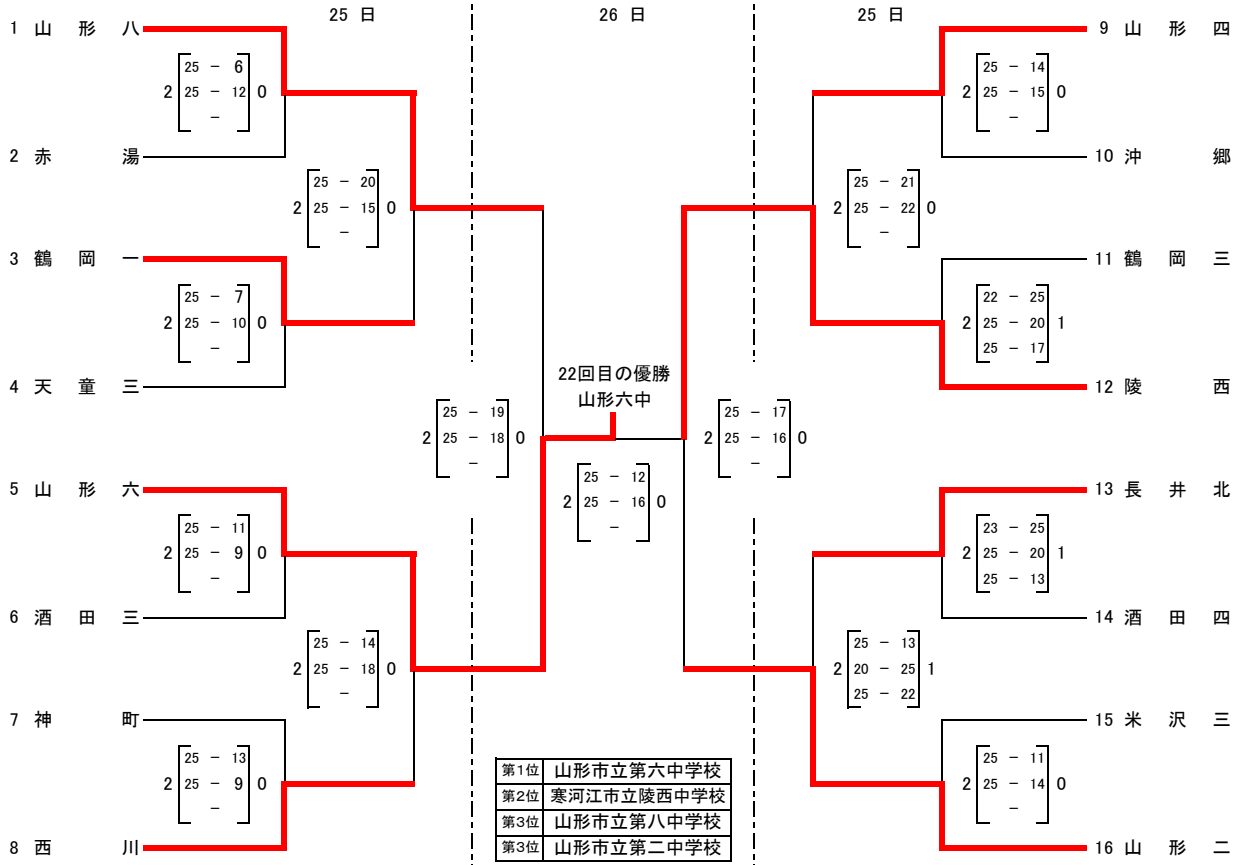 25 日
26 日
25 日
1 山 形 八
2 赤 湯
3 鶴 岡 一
4 天 童 三
5 山 形 六
6 酒 田 三
7 神 町
8 西 川
25 － 6
2 25 － 12 0
－
25 － 7
2 25 － 10 0
－
25 － 11
2 25 － 9 0
－
25 － 13
2 25 － 9 0
－
25 － 20
2 25 － 15 0
－
25 － 14
2 25 － 18 0
－
25 － 19
2 25 － 18 0
－
22回目の優勝
山形六中
25 － 12
2 25 － 16 0
－
25 － 17
2 25 － 16 0
－
25 － 21
2 25 － 22 0
－
25 － 13
2 20 － 25 1
25 － 22
25 － 14
2 25 － 15 0
－
22 － 25
2 25 － 20 1
25 － 17
23 － 25
2 25 － 20 1
25 － 13
25 － 11
2 25 － 14 0
－
9 山 形 四
10 沖 郷
11 鶴 岡 三
12 陵 西
13 長 井 北
14 酒 田 四
15 米 沢 三
16 山 形 二
第1位 山形市立第六中学校
第2位 寒河江市立陵西中学校
第3位 山形市立第八中学校
第3位 山形市立第二中学校